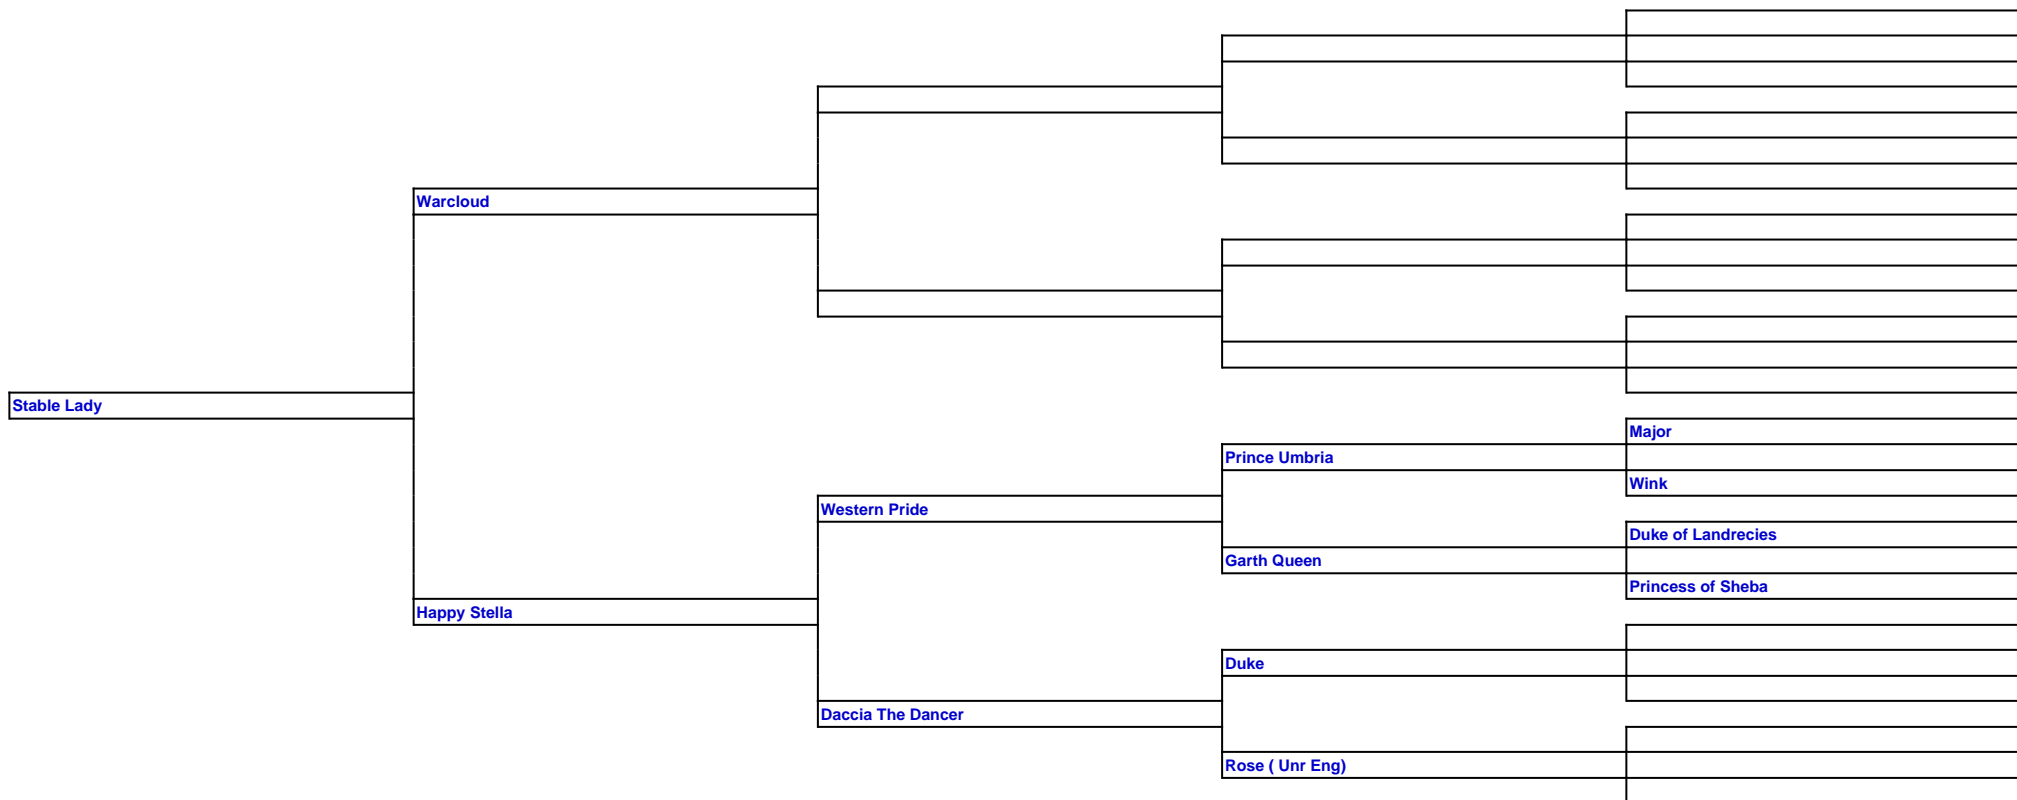 Warcloud
Stable Lady
Major
Prince Umbria
Wink
Western Pride
Duke of Landrecies
Garth Queen
Princess of Sheba
Happy Stella
Duke
Daccia The Dancer
Rose ( Unr Eng)